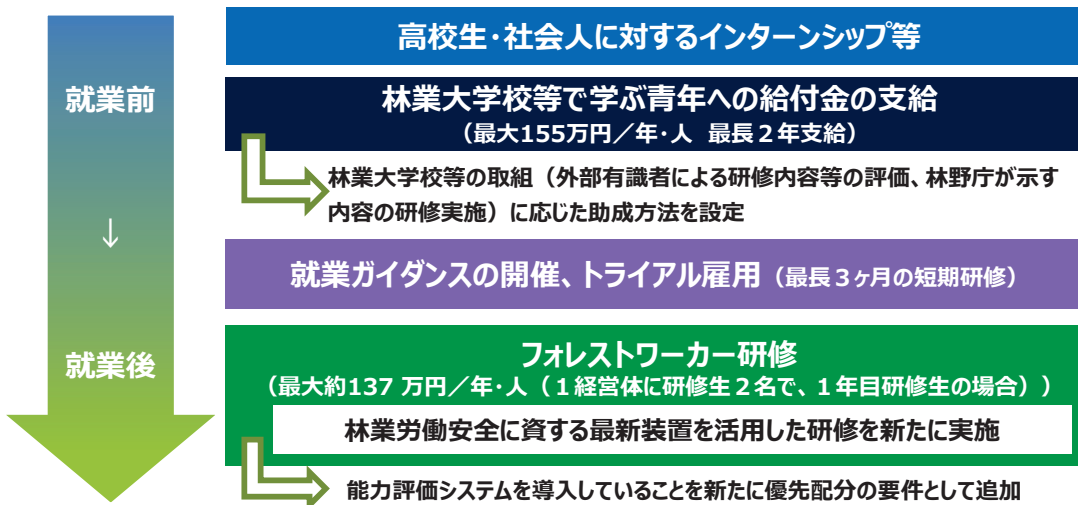 高校生・社会人に対するインターンシップ等
就業前
林業大学校等で学ぶ青年への給付金の支給
（最大155万円／年・人 最長２年支給）
林業大学校等の取組（外部有識者による研修内容等の評価、林野庁が示す
内容の研修実施）に応じた助成方法を設定
↓
就業ガイダンスの開催、トライアル雇用（最長３ヶ月の短期研修）
就業後
フォレストワーカー研修
（最大約137 万円／年・人（１経営体に研修生２名で、１年目研修生の場合））
林業労働安全に資する最新装置を活用した研修を新たに実施
能力評価システムを導入していることを新たに優先配分の要件として追加